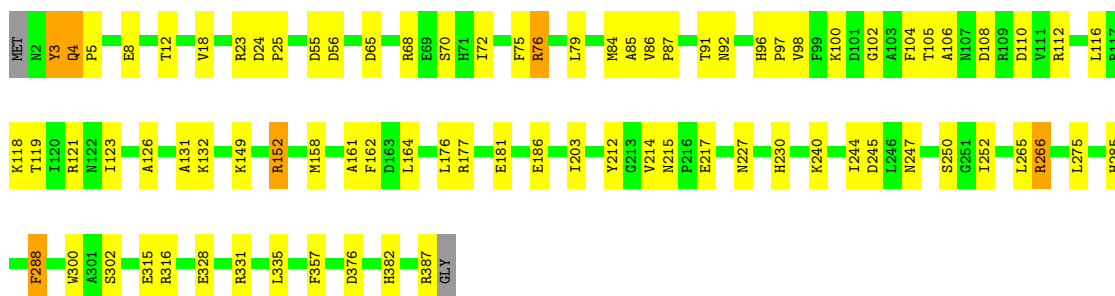 MET N2 Y3 Q4 P5 E8 T12 V18 R23 D24 P25 D55 D56 D65 R68 E69 S70 H71 I72 F75 R76 L79 M84 A85 V86 P87 T91 N92 H96 P97 V98 F99 K100 D101 G102 A103 F104 T105 A106 N107 D108 R109 D110 V111 R112 L116 R117
K118 T119 I120 R121 N122 I123 A126 A131 K132 K149 R152 M158 A161 F162 D163 L164 L176 R177 E181 E186 I203 Y212 G213 V214 N215 P216 E217 N227 H230 K240 I244 D245 L246 N247 S250 G251 I252 L265 R266 L275 H285
F288 W300 A301 S302 E315 R316 E328 R331 L335 F357 D376 H382 R387 GLY